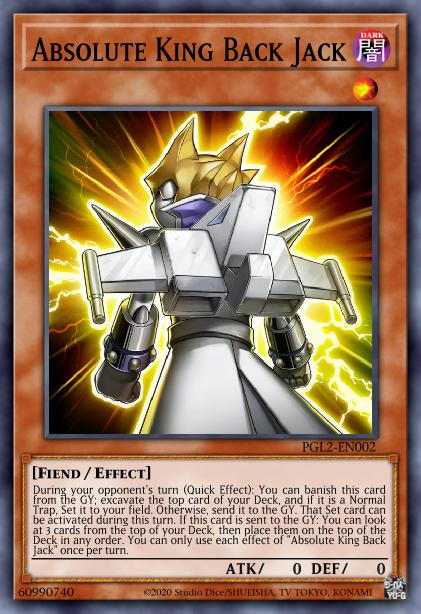 ABSOLUTE KING BACK JACK
DARK
闇
PGL2-EN002
[FIEND / EFFECT]
During your opponent's turn (Quick Effect): You can banish this card
from the GY; excavate the top card of your Deck, and if it is a Normal
Trap, Set it to your field. Otherwise, send it to the GY. That Set card can
be activated during this turn. If this card is sent to the GY: You can look
at 3 cards from the top of your Deck, then place them on the top of the
Deck in any order. You can only use each effect of "Absolute King Back
Jack" once per turn.
ATK/ 0 DEF/ 0
60990740 ©2020 Studio Dice/SHUEISHA, TV TOKYO, KONAMI